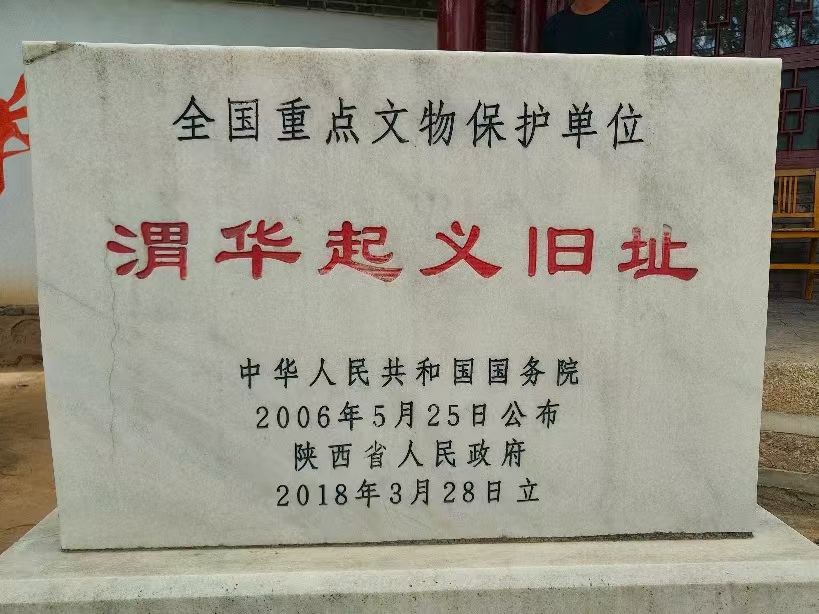 全国重点文物保护单位
渭华起义旧址
中华人民共和国国务院
2006年5月25日公布
陕西省人民政府
2018年3月28日立